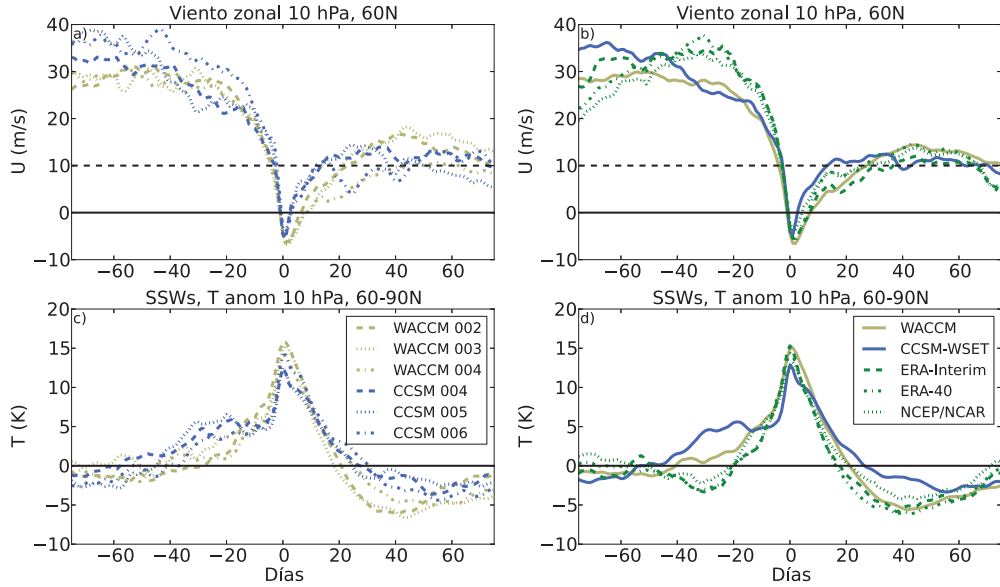 Viento zonal 10 hPa, 60N
a)
U (m/s)
40
30
20
10
0
−10
−60 −40 −20 0 20 40 60
Viento zonal 10 hPa, 60N
b)
U (m/s)
40
30
20
10
0
−10
−60 −40 −20 0 20 40 60
SSWs, T anom 10 hPa, 60-90N
c)
T (K)
20
15
10
5
0
−5
−10
WACCM 002
WACCM 003
WACCM 004
CCSM 004
CCSM 005
CCSM 006
−60 −40 −20 0 20 40 60
Días
SSWs, T anom 10 hPa, 60-90N
d)
T (K)
20
15
10
5
0
−5
−10
WACCM
CCSM-WSET
ERA-Interim
ERA-40
NCEP/NCAR
−60 −40 −20 0 20 40 60
Días